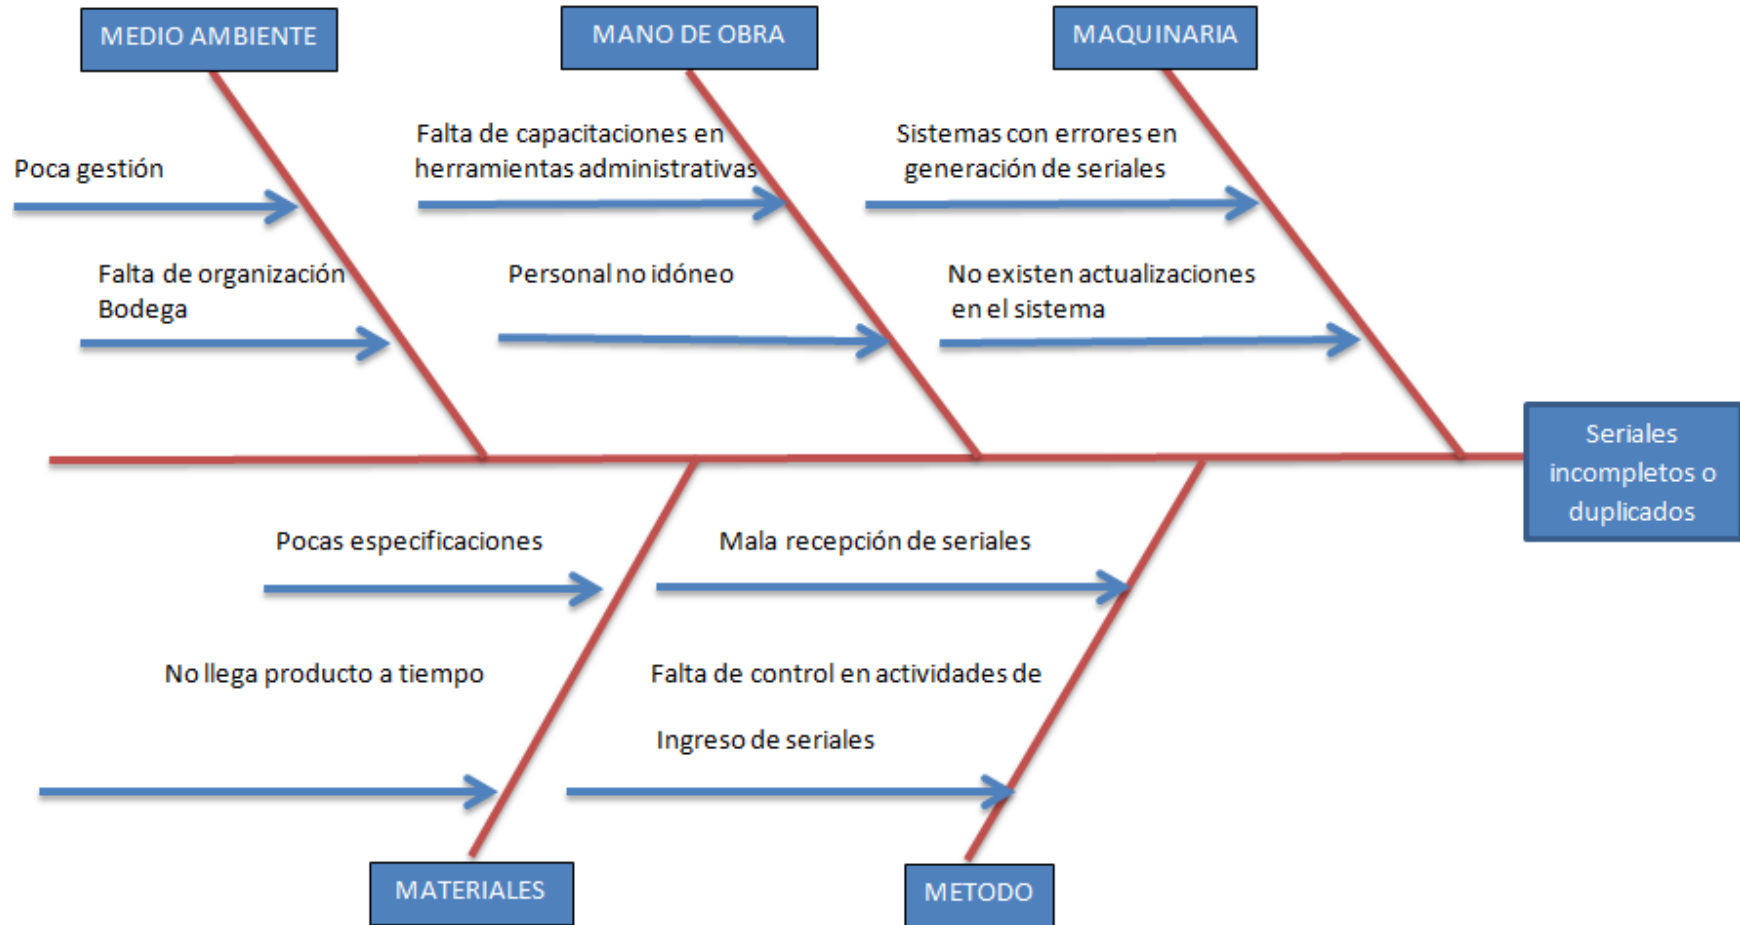 MEDIO AMBIENTE
MANO DE OBRA
MAQUINARIA
Poca gestión
Falta de capacitaciones en
herramientas administrativas
Sistemas con errores en
generación de seriales
Falta de organización
Bodega
Personal no idóneo
No existen actualizaciones
en el sistema
Seriales
incompletos o
duplicados
Pocas especificaciones
Mala recepción de seriales
No llega producto a tiempo
Falta de control en actividades de
Ingreso de seriales
MATERIALES
METODO